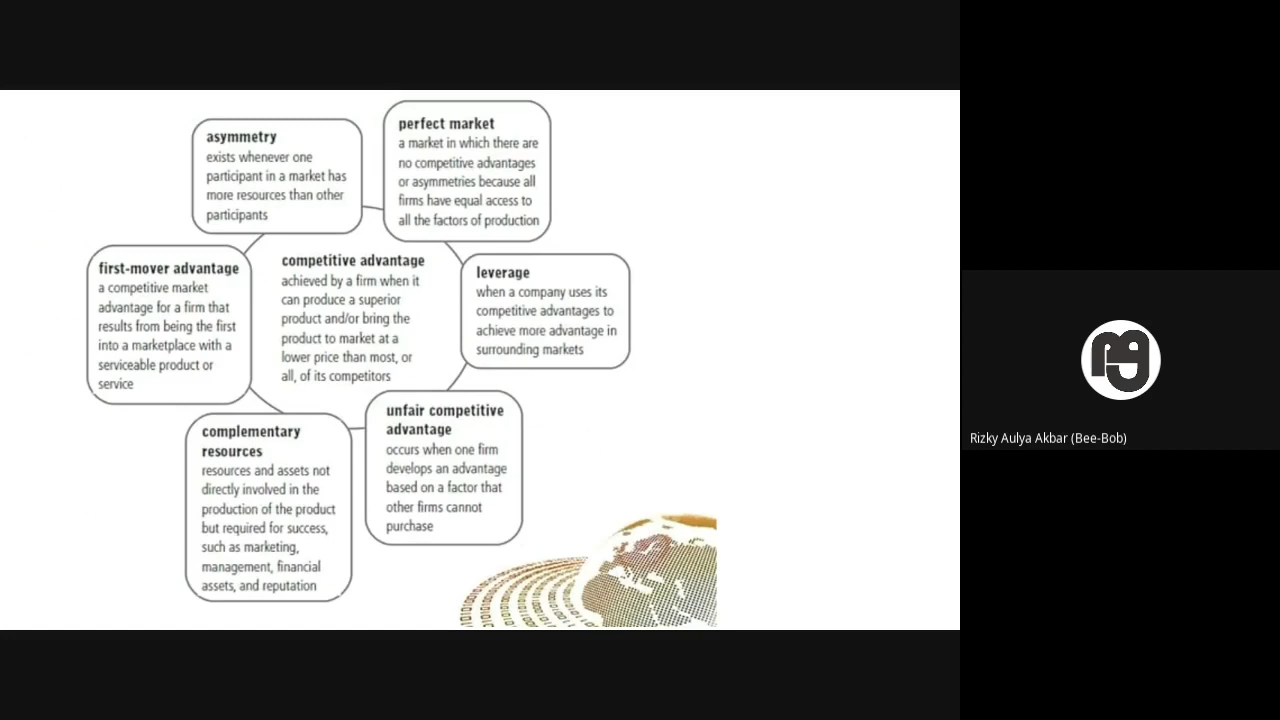 asymmetry
exists whenever one
participant in a market has
more resources than other
participants
perfect market
a market in which there are
no competitive advantages
or asymmetries because all
firms have equal access to
all the factors of production
first-mover advantage
a competitive market
advantage for a firm that
results from being the first
into a marketplace with a
serviceable product or
service
competitive advantage
achieved by a firm when it
can produce a superior
product and/or bring the
product to market at a
lower price than most, or
all, of its competitors
leverage
when a company uses its
competitive advantages to
achieve more advantage in
surrounding markets
complementary
resources
resources and assets not
directly involved in the
production of the product
but required for success,
such as marketing,
management, financial
assets, and reputation
unfair competitive
advantage
occurs when one firm
develops an advantage
based on a factor that
other firms cannot
purchase
Rizky Aulya Akbar (Bee-Bob)